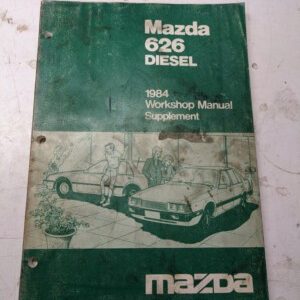 Mazda
626
DIESEL
1984
Workshop Manual
Supplement
mazda